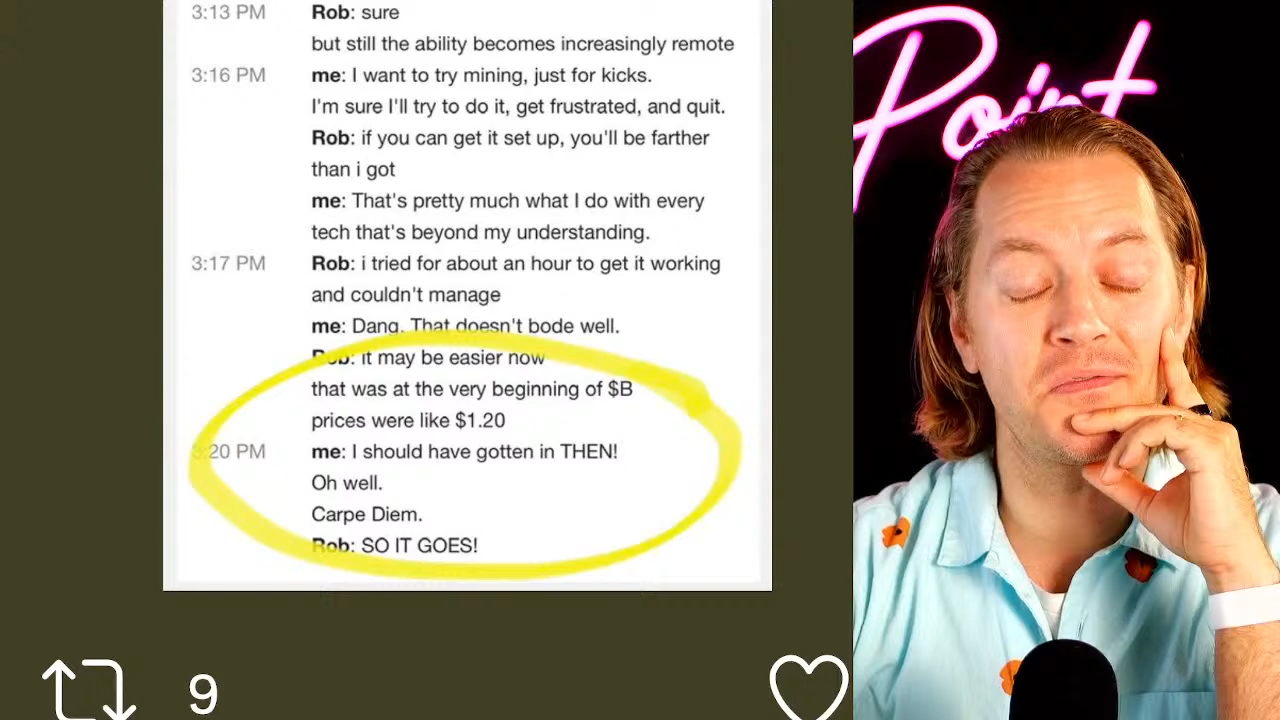 3:13 PM Rob: sure
but still the ability becomes increasingly remote
3:16 PM me: I want to try mining, just for kicks.
I'm sure I'll try to do it, get frustrated, and quit.
Rob: if you can get it set up, you'll be farther
than i got
me: That's pretty much what I do with every
tech that's beyond my understanding.
3:17 PM Rob: i tried for about an hour to get it working
and couldn't manage
me: Dang. That doesn't bode well.
Rob: it may be easier now
that was at the very beginning of $B
prices were like $1.20
3:20 PM me: I should have gotten in THEN!
Oh well.
Carpe Diem.
Rob: SO IT GOES!
9
Point